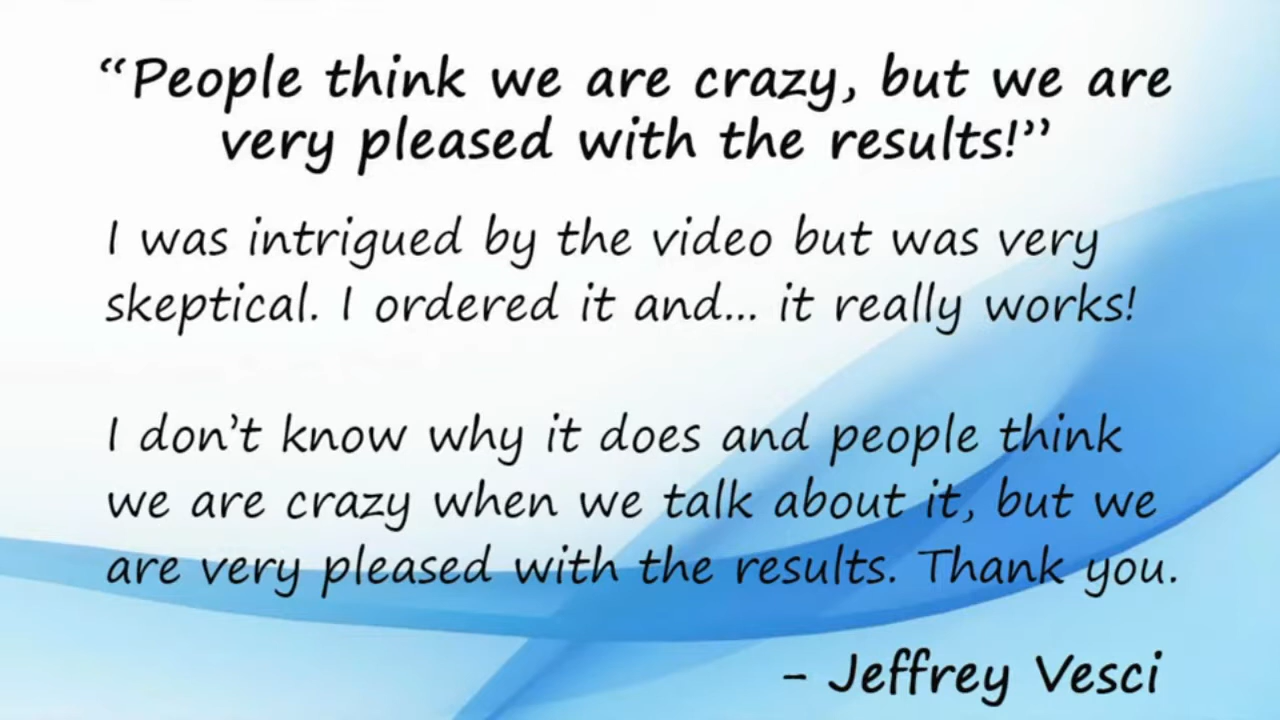 “People think we are crazy, but we are
very pleased with the results!”
I was intrigued by the video but was very
skeptical. I ordered it and... it really works!
I don’t know why it does and people think
we are crazy when we talk about it, but we
are very pleased with the results. Thank you.
- Jeffrey Vesci